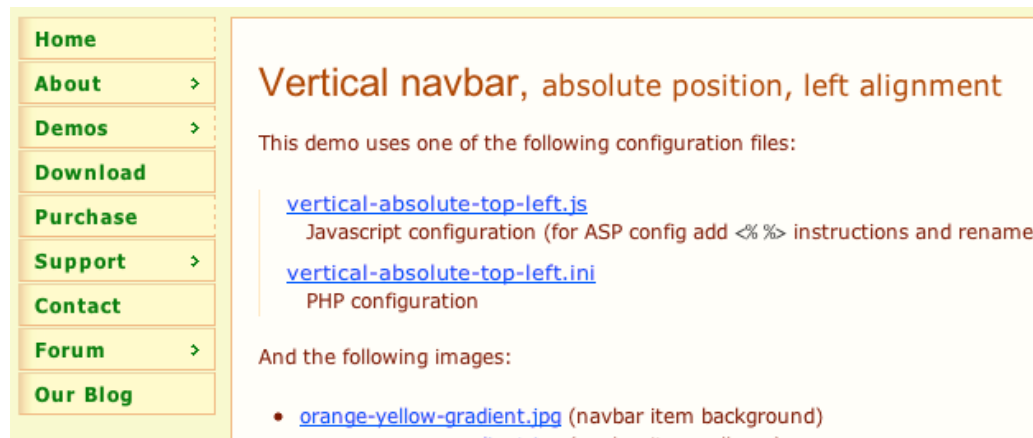 Home
About
Demos
Download
Purchase
Support
Contact
Forum
Our Blog
Vertical navbar, absolute position, left alignment
This demo uses one of the following configuration files:
vertical-absolute-top-left.js
Javascript configuration (for ASP config add <% %> instructions and rename
vertical-absolute-top-left.ini
PHP configuration
And the following images:
• orange-yellow-gradient.jpg (navbar item background)